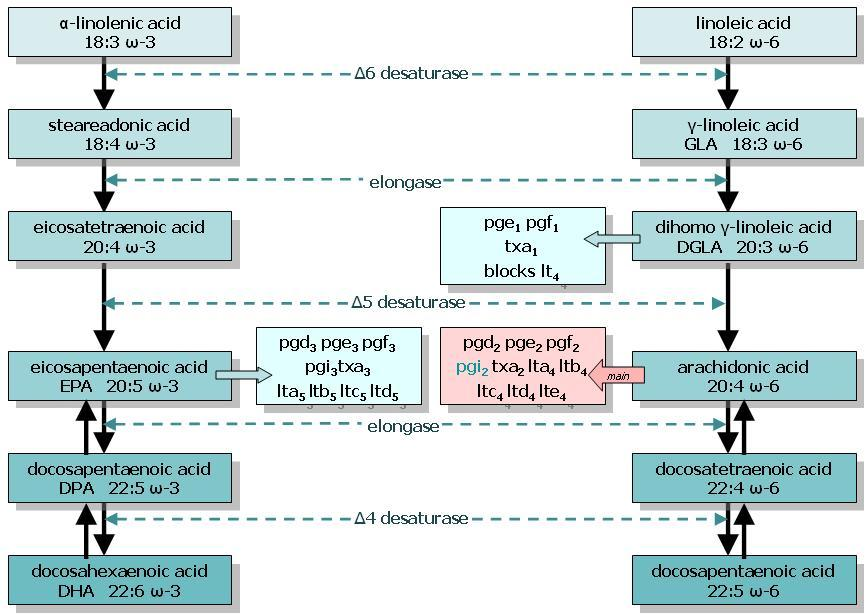 α-linolenic acid
18:3 ω-3
linoleic acid
18:2 ω-6
Δ6 desaturase
steareadonic acid
18:4 ω-3
γ-linoleic acid
GLA 18:3 ω-6
elongase
eicosatetraenoic acid
20:4 ω-3
pge₁ pgf₁
txa₁
blocks lt₄
dihomo γ-linoleic acid
DGLA 20:3 ω-6
Δ5 desaturase
eicosapentaenoic acid
EPA 20:5 ω-3
pgd₃ pge₃ pgf₃
pgi₃txa₃
lta₅ ltb₅ ltc₅ ltd₅
pgd₂ pge₂ pgf₂
pgi₂ txa₂ lta₄ ltb₄
ltc₄ ltd₄ lte₄
main
arachidonic acid
20:4 ω-6
elongase
docosapentaenoic acid
DPA 22:5 ω-3
docosatetraenoic acid
22:4 ω-6
Δ4 desaturase
docosahexaenoic acid
DHA 22:6 ω-3
docosapentaenoic acid
22:5 ω-6